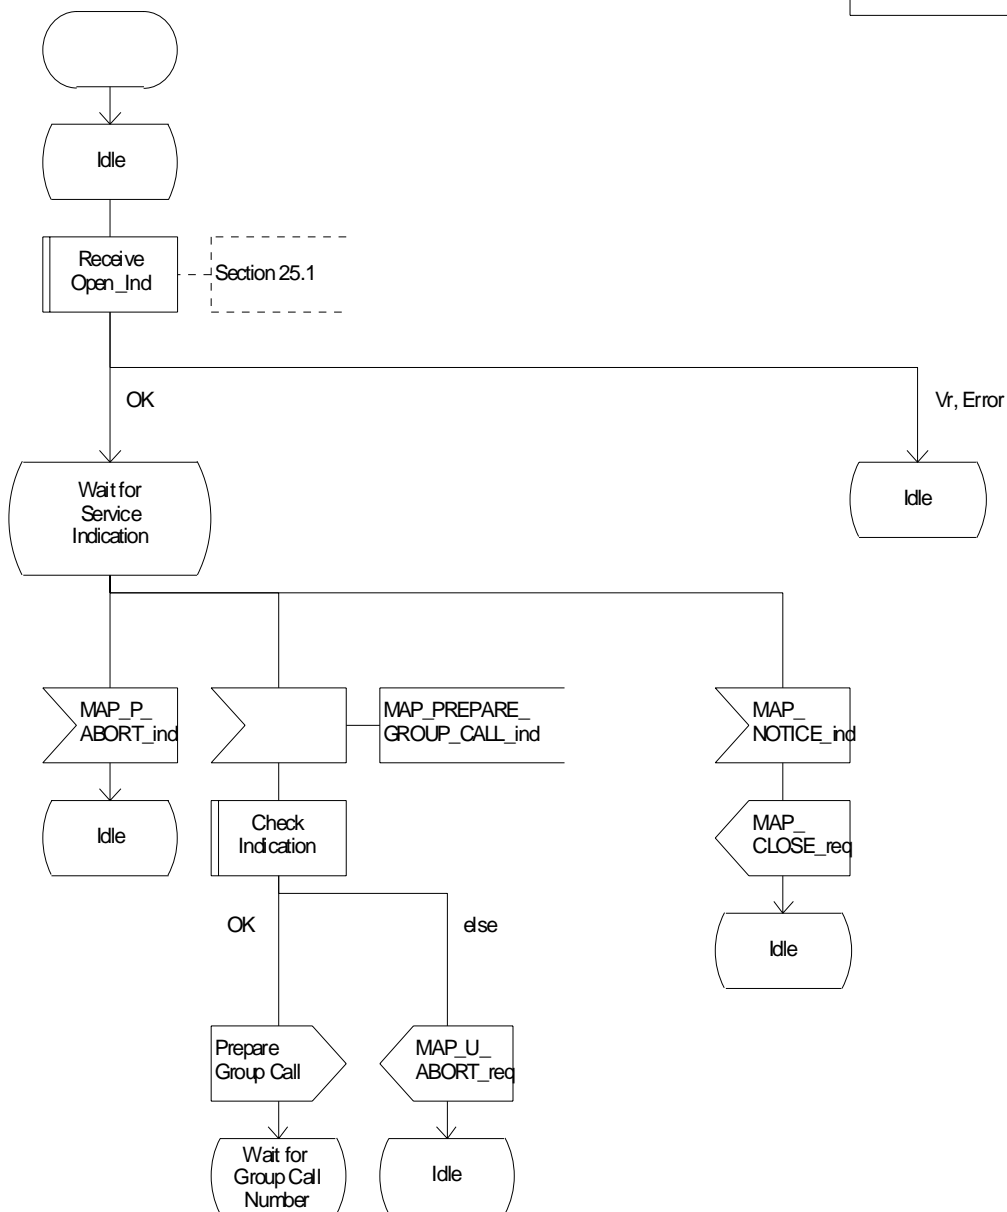 Idle
Receive
Open_Ind
Section 25.1
OK
Vr, Error
Wait for
Service
Indication
Idle
MAP_P_
ABORT_ind
MAP_PREPARE_
GROUP_CALL_ind
MAP_
NOTICE_ind
Idle
Check
Indication
MAP_
CLOSE_req
OK
else
Idle
Prepare
Group Call
MAP_U_
ABORT_req
Wait for
Group Call
Number
Idle